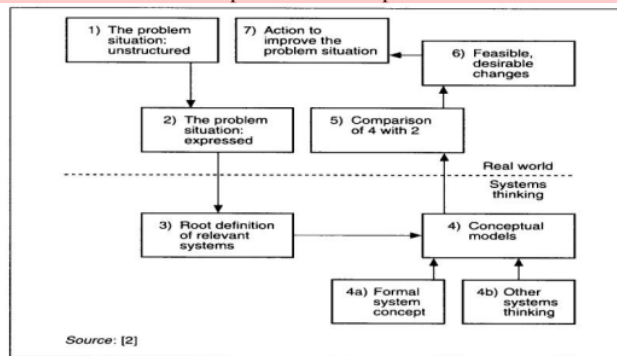 1) The problem
situation:
unstructured
7) Action to
improve the
problem situation
6) Feasible,
desirable
changes
2) The problem
situation:
expressed
5) Comparison
of 4 with 2
Real world
Systems
thinking
3) Root definition
of relevant
systems
4) Conceptual
models
4a) Formal
system
concept
4b) Other
systems
thinking
Source: [2]